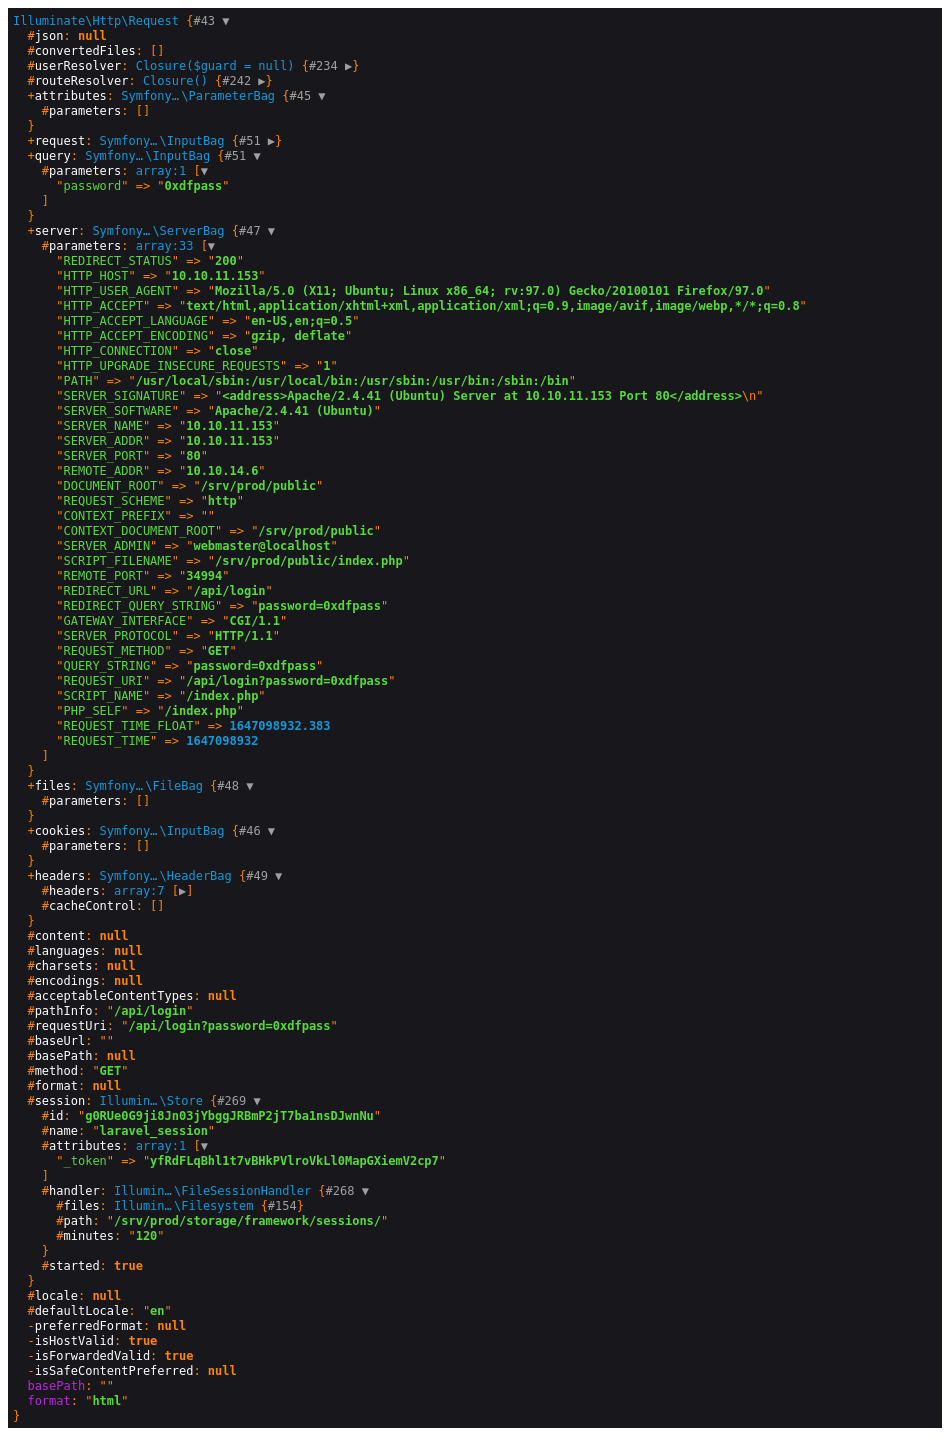 Illuminate\Http\Request {#43 ▼
  #json: null
  #convertedFiles: []
  #userResolver: Closure($guard = null) {#234 ▶}
  #routeResolver: Closure() {#242 ▶}
  +attributes: Symfony…\ParameterBag {#45 ▼
    #parameters: []
  }
  +request: Symfony…\InputBag {#51 ▶}
  +query: Symfony…\InputBag {#51 ▼
    #parameters: array:1 [▼
      "password" => "0xdfpass"
    ]
  }
  +server: Symfony…\ServerBag {#47 ▼
    #parameters: array:33 [▼
      "REDIRECT_STATUS" => "200"
      "HTTP_HOST" => "10.10.11.153"
      "HTTP_USER_AGENT" => "Mozilla/5.0 (X11; Ubuntu; Linux x86_64; rv:97.0) Gecko/20100101 Firefox/97.0"
      "HTTP_ACCEPT" => "text/html,application/xhtml+xml,application/xml;q=0.9,image/avif,image/webp,*/*;q=0.8"
      "HTTP_ACCEPT_LANGUAGE" => "en-US,en;q=0.5"
      "HTTP_ACCEPT_ENCODING" => "gzip, deflate"
      "HTTP_CONNECTION" => "close"
      "HTTP_UPGRADE_INSECURE_REQUESTS" => "1"
      "PATH" => "/usr/local/sbin:/usr/local/bin:/usr/sbin:/usr/bin:/sbin:/bin"
      "SERVER_SIGNATURE" => "<address>Apache/2.4.41 (Ubuntu) Server at 10.10.11.153 Port 80</address>\n"
      "SERVER_SOFTWARE" => "Apache/2.4.41 (Ubuntu)"
      "SERVER_NAME" => "10.10.11.153"
      "SERVER_ADDR" => "10.10.11.153"
      "SERVER_PORT" => "80"
      "REMOTE_ADDR" => "10.10.14.6"
      "DOCUMENT_ROOT" => "/srv/prod/public"
      "REQUEST_SCHEME" => "http"
      "CONTEXT_PREFIX" => ""
      "CONTEXT_DOCUMENT_ROOT" => "/srv/prod/public"
      "SERVER_ADMIN" => "webmaster@localhost"
      "SCRIPT_FILENAME" => "/srv/prod/public/index.php"
      "REMOTE_PORT" => "34994"
      "REDIRECT_URL" => "/api/login"
      "REDIRECT_QUERY_STRING" => "password=0xdfpass"
      "GATEWAY_INTERFACE" => "CGI/1.1"
      "SERVER_PROTOCOL" => "HTTP/1.1"
      "REQUEST_METHOD" => "GET"
      "QUERY_STRING" => "password=0xdfpass"
      "REQUEST_URI" => "/api/login?password=0xdfpass"
      "SCRIPT_NAME" => "/index.php"
      "PHP_SELF" => "/index.php"
      "REQUEST_TIME_FLOAT" => 1647098932.383
      "REQUEST_TIME" => 1647098932
    ]
  }
  +files: Symfony…\FileBag {#48 ▼
    #parameters: []
  }
  +cookies: Symfony…\InputBag {#46 ▼
    #parameters: []
  }
  +headers: Symfony…\HeaderBag {#49 ▼
    #headers: array:7 [▶]
    #cacheControl: []
  }
  #content: null
  #languages: null
  #charsets: null
  #encodings: null
  #acceptableContentTypes: null
  #pathInfo: "/api/login"
  #requestUri: "/api/login?password=0xdfpass"
  #baseUrl: ""
  #basePath: null
  #method: "GET"
  #format: null
  #session: Illumin…\Store {#269 ▼
    #id: "g0RUe0G9ji8Jn03jYbggJRBmP2jT7ba1nsDJwnNu"
    #name: "laravel_session"
    #attributes: array:1 [▼
      "_token" => "yfRdFLqBhl1t7vBHkPVlroVkLl0MapGXiemV2cp7"
    ]
    #handler: Illumin…\FileSessionHandler {#268 ▼
      #files: Illumin…\Filesystem {#154}
      #path: "/srv/prod/storage/framework/sessions/"
      #minutes: "120"
    }
    #started: true
  }
  #locale: null
  #defaultLocale: "en"
  -preferredFormat: null
  -isHostValid: true
  -isForwardedValid: true
  -isSafeContentPreferred: null
  basePath: ""
  format: "html"
}